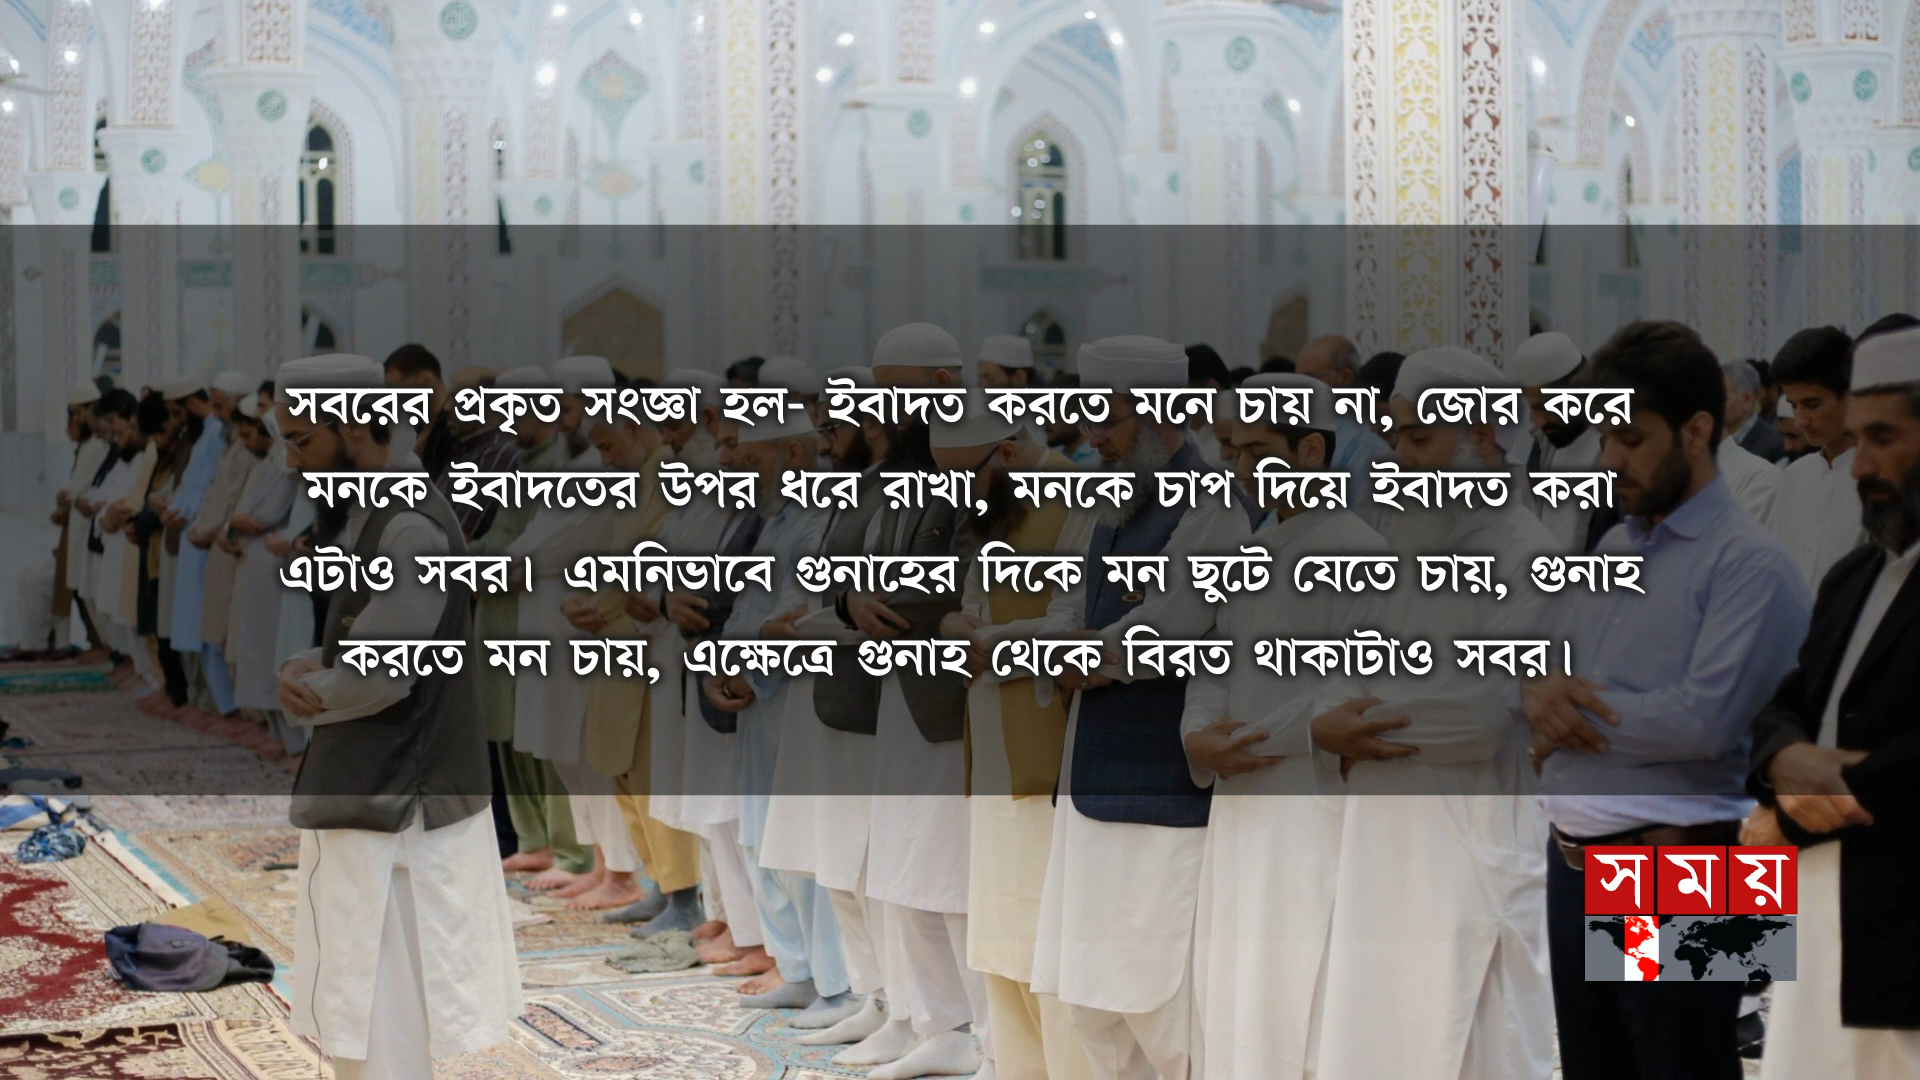 সবরের প্রকৃত সংজ্ঞা হল- ইবাদত করতে মনে চায় না, জোর করে
মনকে ইবাদতের উপর ধরে রাখা, মনকে চাপ দিয়ে ইবাদত করা
এটাও সবর। এমনিভাবে গুনাহের দিকে মন ছুটে যেতে চায়, গুনাহ
করতে মন চায়, এক্ষেত্রে গুনাহ থেকে বিরত থাকাটাও সবর।
সময়